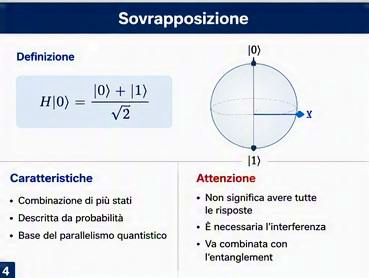 Sovrapposizione
Definizione
H|0⟩ = (|0⟩ + |1⟩) / √2
|0⟩
X
|1⟩
Caratteristiche
• Combinazione di più stati
• Descritta da probabilità
• Base del parallelismo quantistico
Attenzione
• Non significa avere tutte
le risposte
• È necessaria l'interferenza
• Va combinata con
l'entanglement
4